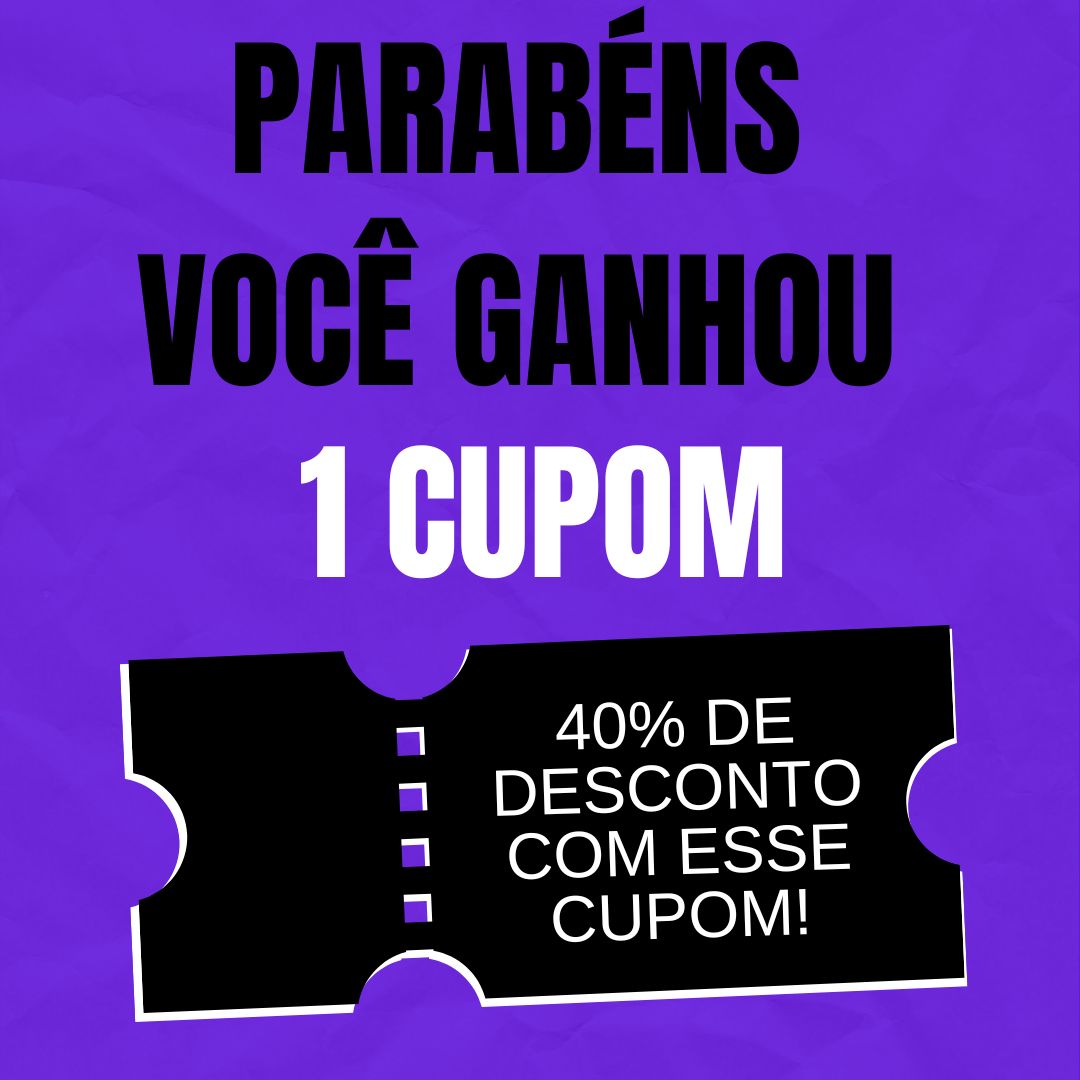 PARABÉNS
VOCÊ GANHOU
1 CUPOM
40% DE
DESCONTO
COM ESSE
CUPOM!